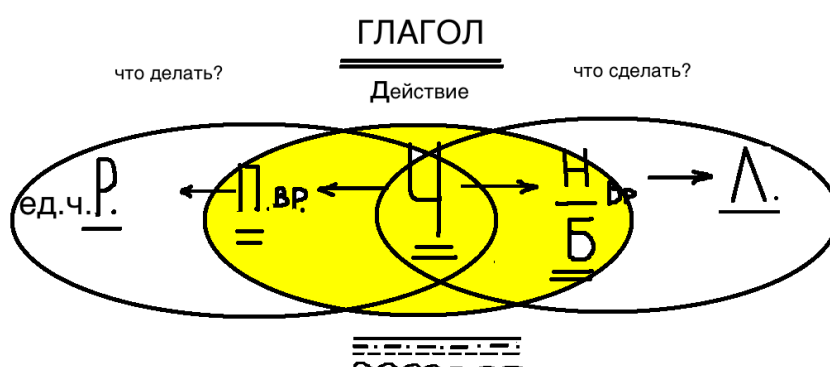 ГЛАГОЛ
что делать?
что сделать?
Действие
ед.ч. Р. П. ВР. Ч Н ВР Л.
Б